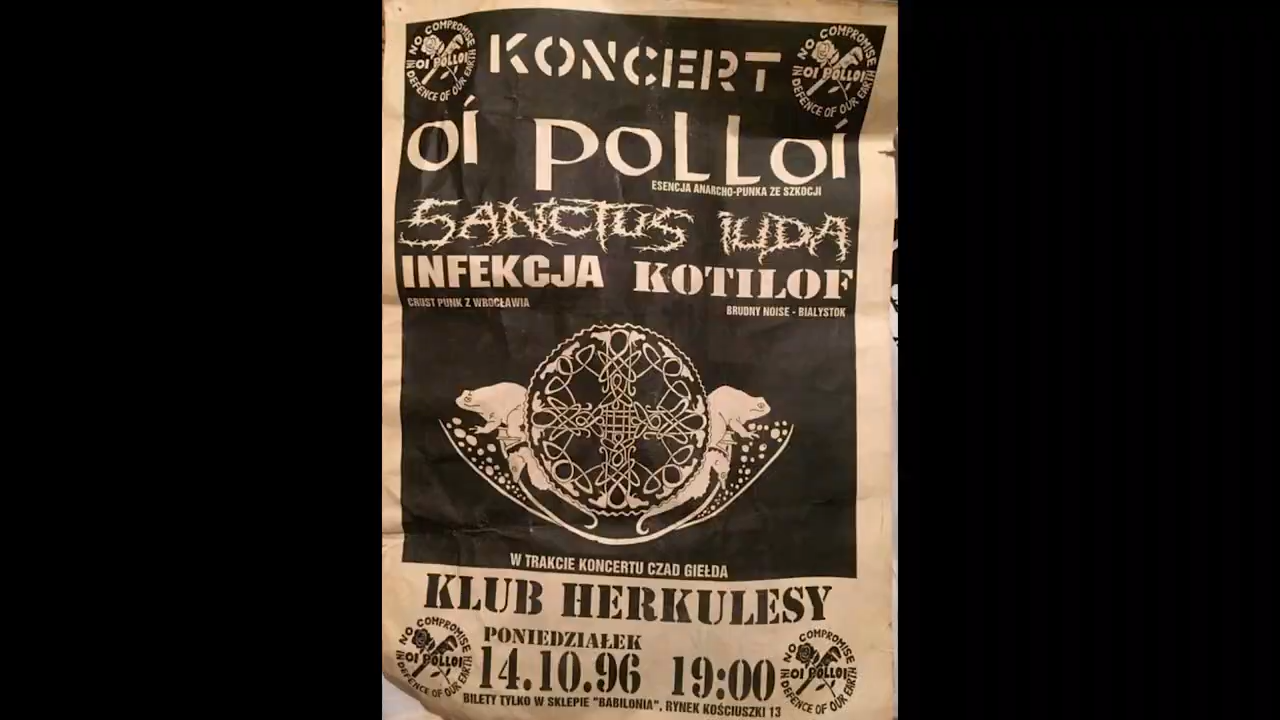 KONCERT
NO COMPROMISE
OI POLLOI
IN DEFENCE OF OUR EARTH
NO COMPROMISE
OI POLLOI
IN DEFENCE OF OUR EARTH
oí polloí
ESENCJA ANARCHO-PUNKA ZE SZKOCJI
SANCTUS IUDA
INFEKCJA KOTILOF
CRUST PUNK Z WROCŁAWIA
BRUDNY NOISE - BIALYSTOK
W TRAKCIE KONCERTU CZAD GIEŁDA
KLUB HERKULESY
PONIEDZIAŁEK
14.10.96 19:00
BILETY TYLKO W SKLEPIE "BABILONIA", RYNEK KOŚCIUSZKI 13
NO COMPROMISE
OI POLLOI
IN DEFENCE OF OUR EARTH
NO COMPROMISE
OI POLLOI
IN DEFENCE OF OUR EARTH